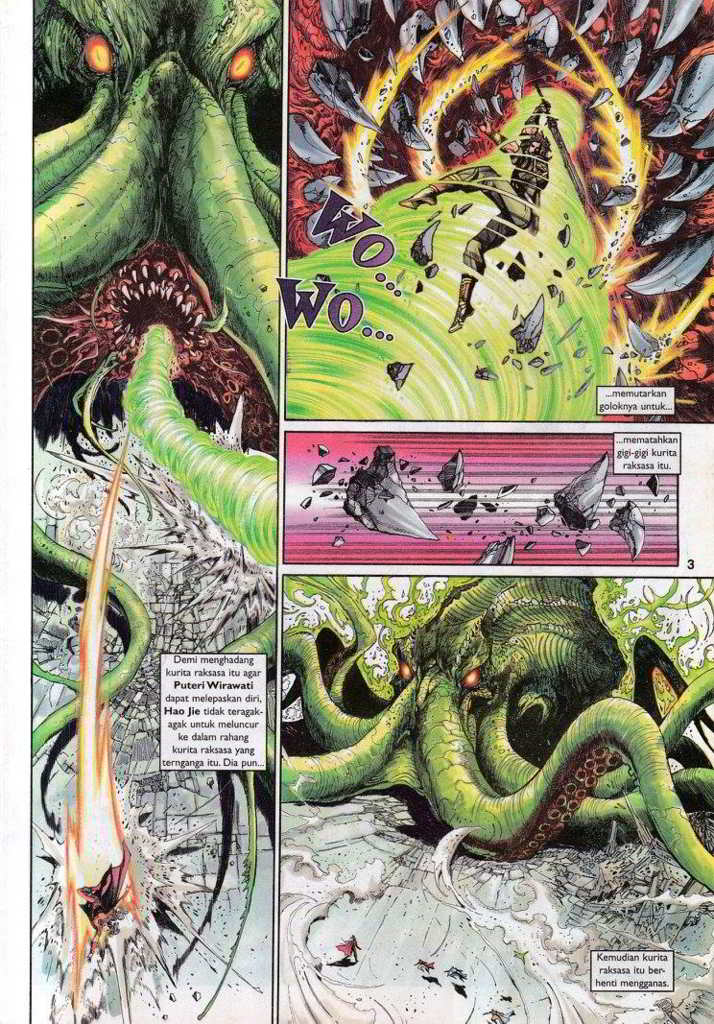 Demi menghadang
kurita raksasa itu agar
Puteri Wirawati
dapat melepaskan diri,
Hao Jie tidak teragak-
agak untuk meluncur
ke dalam rahang
kurita raksasa yang
ternganga itu. Dia pun...
WO...
WO...
...memutarkan
goloknya untuk...
...mematahkan
gigi-gigi kurita
raksasa itu.
3
Kemudian kurita
raksasa itu ber-
henti mengganas.